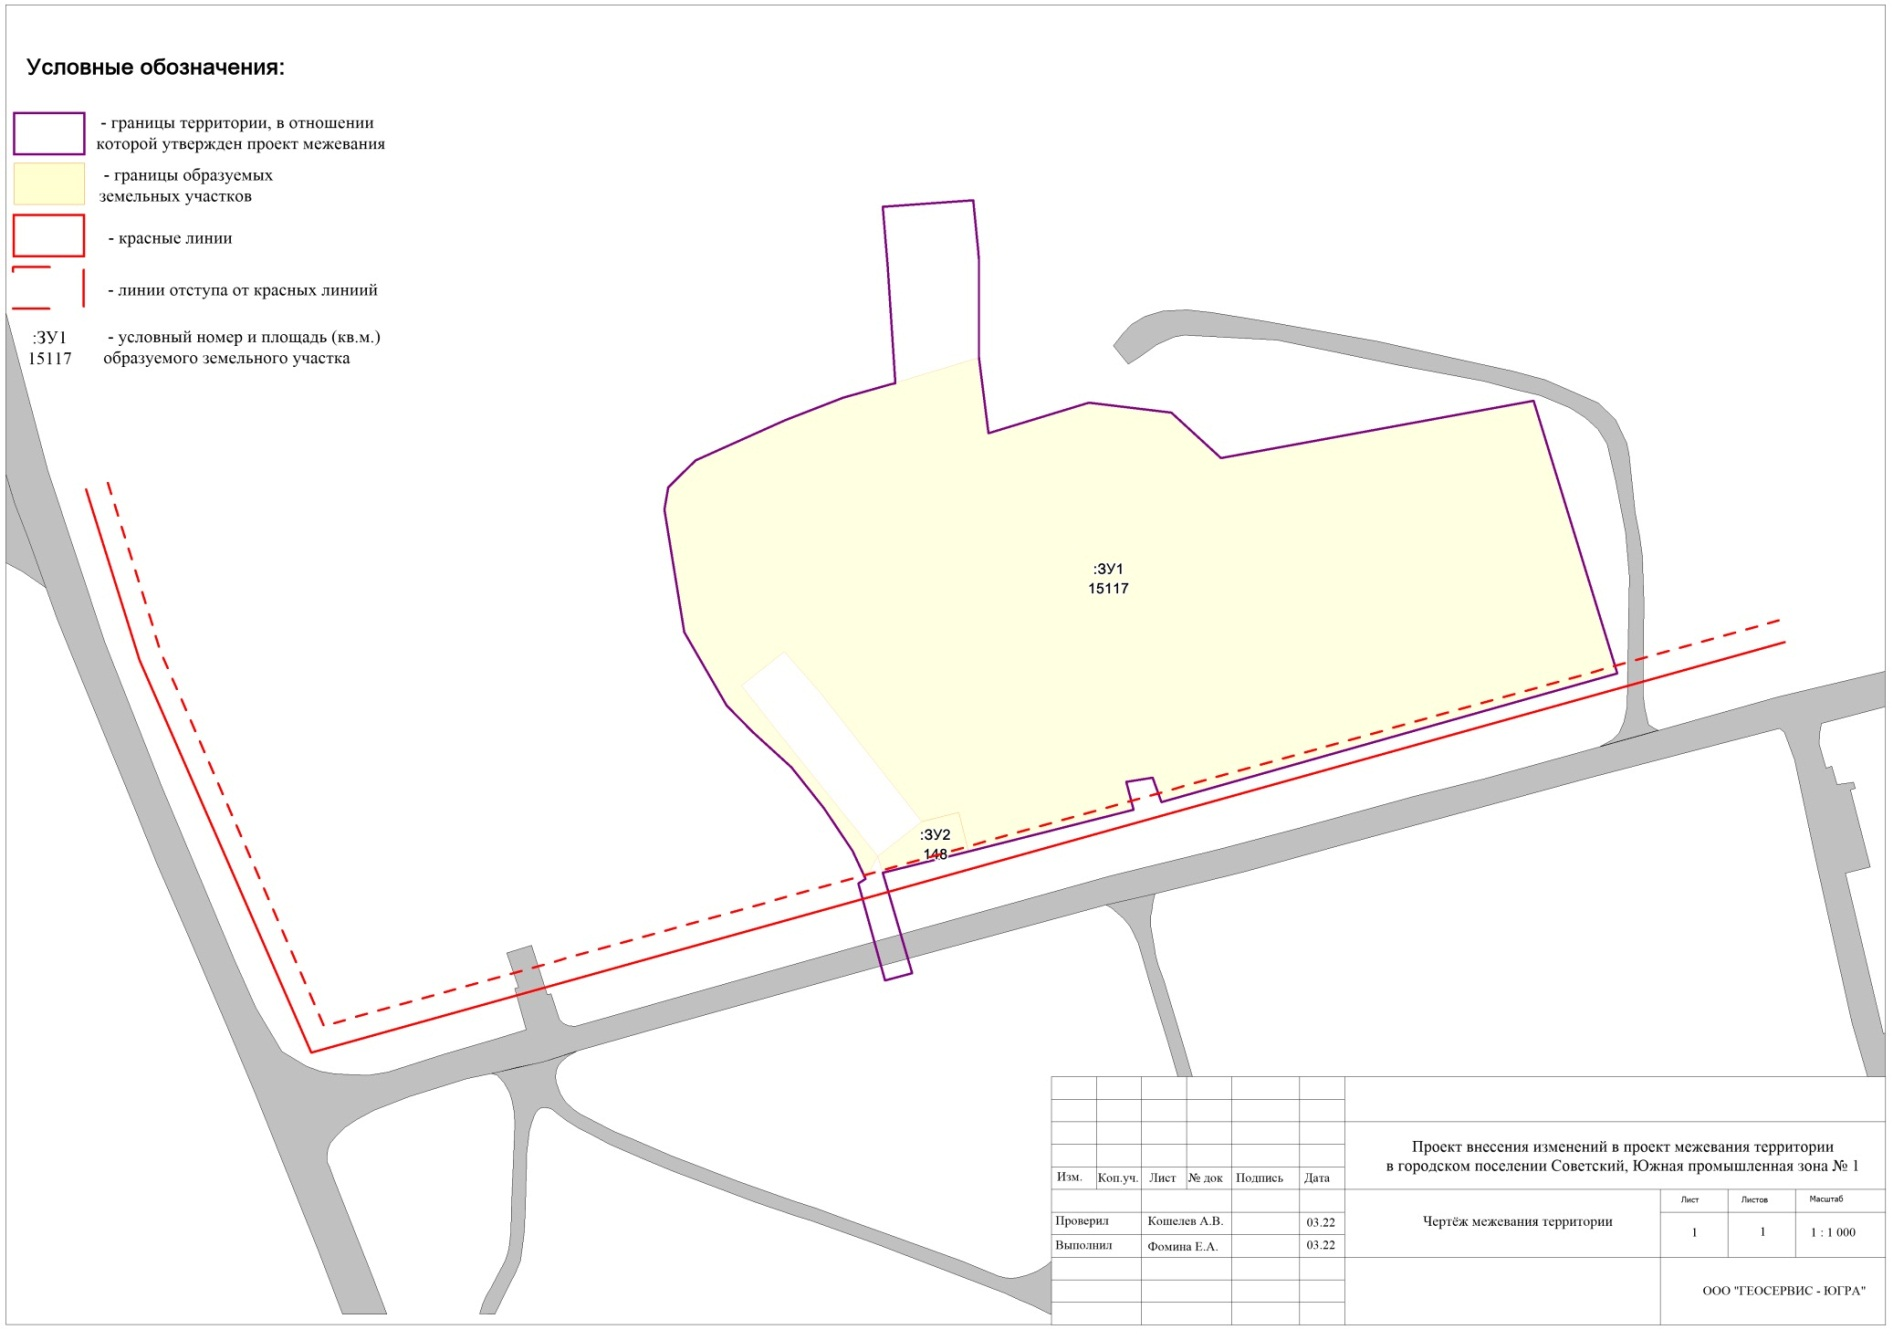 Условные обозначения:
- границы территории, в отношении
которой утвержден проект межевания
- границы образуемых
земельных участков
- красные линии
- линии отступа от красных линиий
:ЗУ1 - условный номер и площадь (кв.м.)
15117 образуемого земельного участка
:ЗУ1
15117
:ЗУ2
148
Проект внесения изменений в проект межевания территории
в городском поселении Советский, Южная промышленная зона № 1
Изм. Кол.уч. Лист № док Подпись Дата
Лист Листов Масштаб
Проверил Кошелев А.В. 03.22
Чертёж межевания территории
1 1 1 : 1 000
Выполнил Фомина Е.А. 03.22
ООО "ГЕОСЕРВИС - ЮГРА"